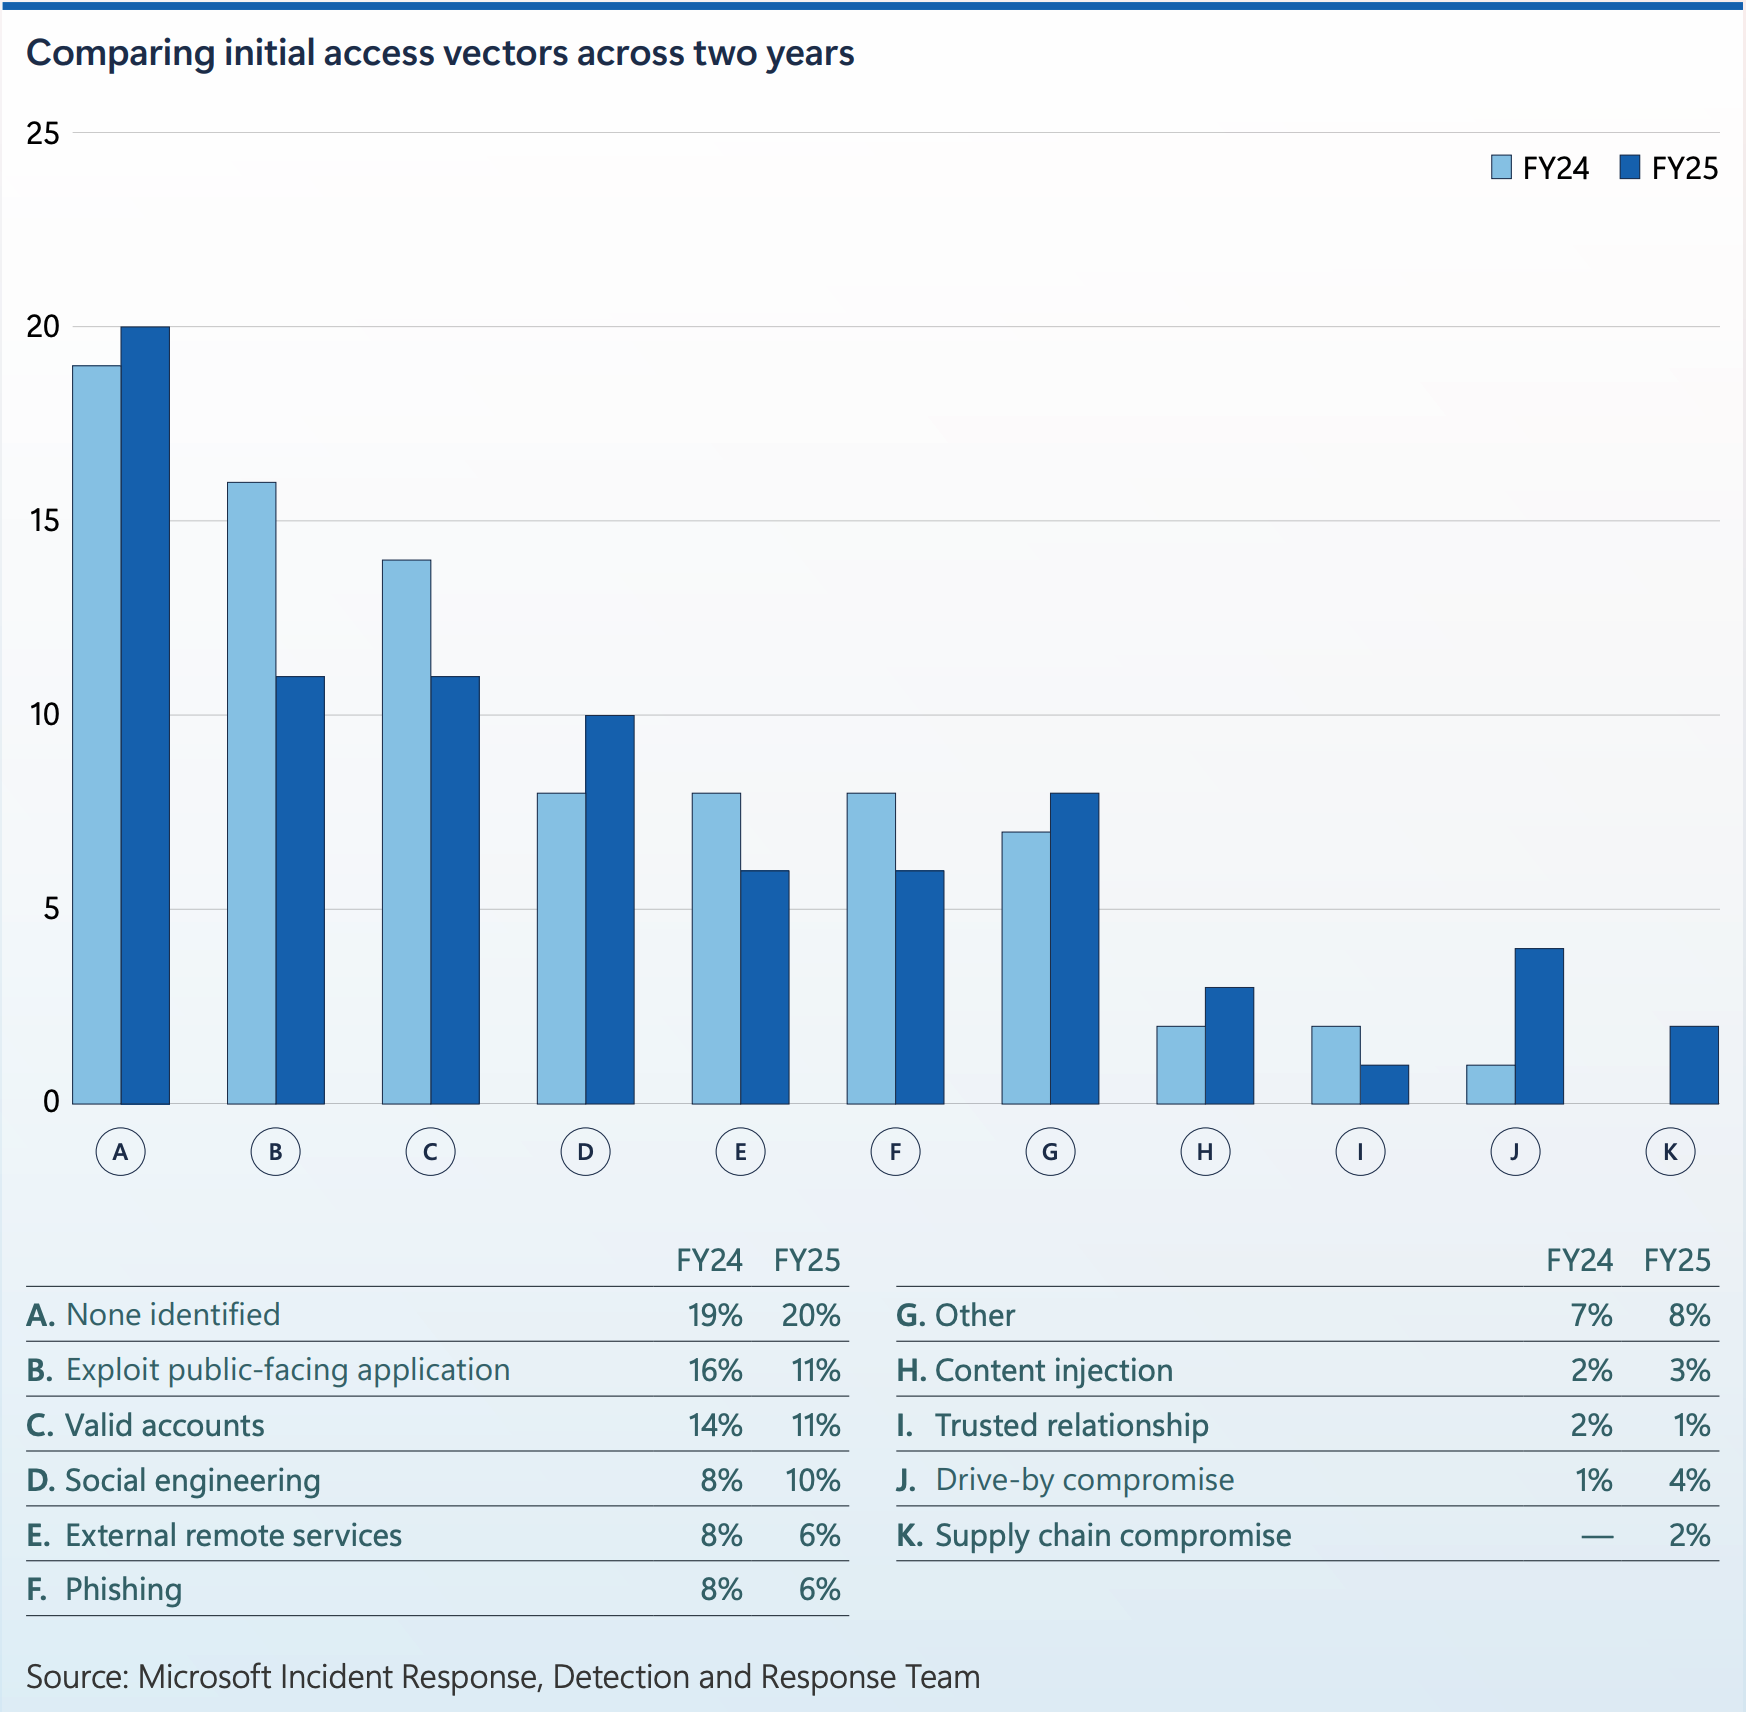 Comparing initial access vectors across two years
25
FY24 FY25
20
15
10
5
0
A B C D E F G H I J K
FY24 FY25
A. None identified 19% 20%
B. Exploit public-facing application 16% 11%
C. Valid accounts 14% 11%
D. Social engineering 8% 10%
E. External remote services 8% 6%
F. Phishing 8% 6%
FY24 FY25
G. Other 7% 8%
H. Content injection 2% 3%
I. Trusted relationship 2% 1%
J. Drive-by compromise 1% 4%
K. Supply chain compromise — 2%
Source: Microsoft Incident Response, Detection and Response Team